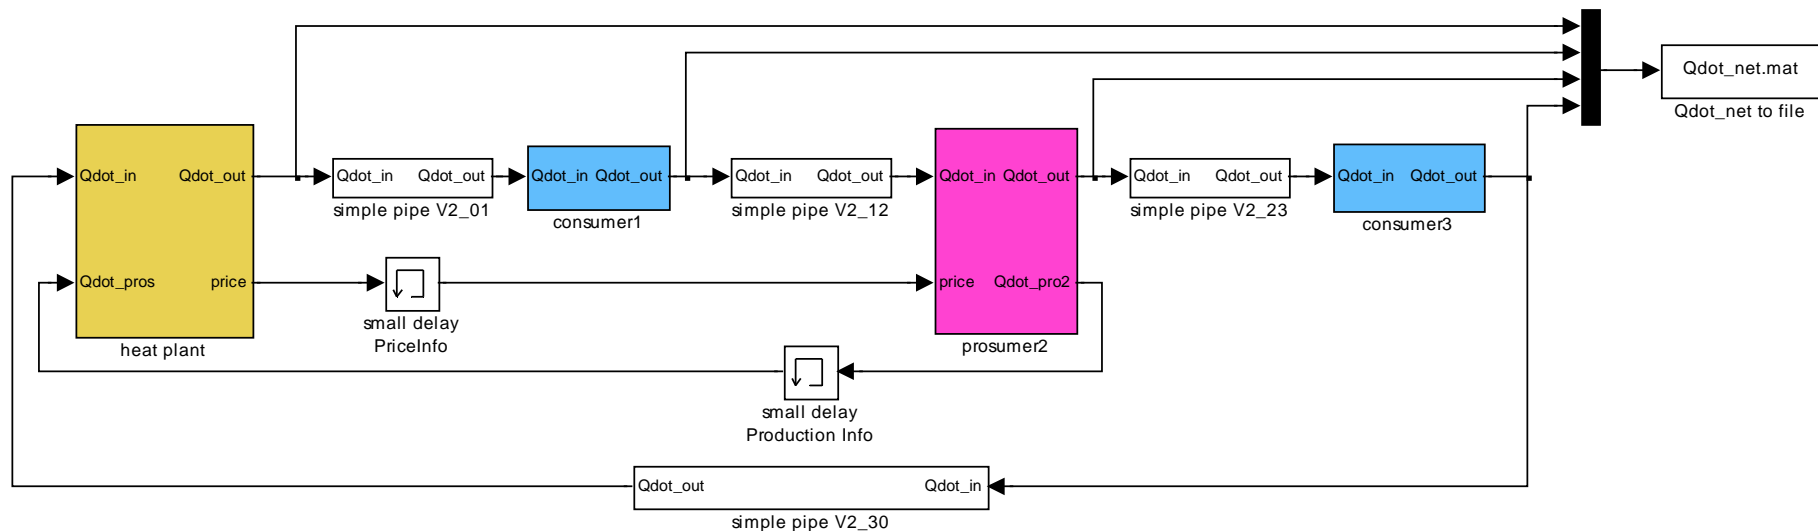 Qdot_net.mat
Qdot_net to file
Qdot_in
Qdot_out
Qdot_pros
price
heat plant
Qdot_in
Qdot_out
simple pipe V2_01
Qdot_in
Qdot_out
consumer1
Qdot_in
Qdot_out
simple pipe V2_12
Qdot_in
Qdot_out
price
Qdot_pro2
prosumer2
Qdot_in
Qdot_out
simple pipe V2_23
Qdot_in
Qdot_out
consumer3
small delay
PriceInfo
small delay
Production Info
Qdot_out
Qdot_in
simple pipe V2_30